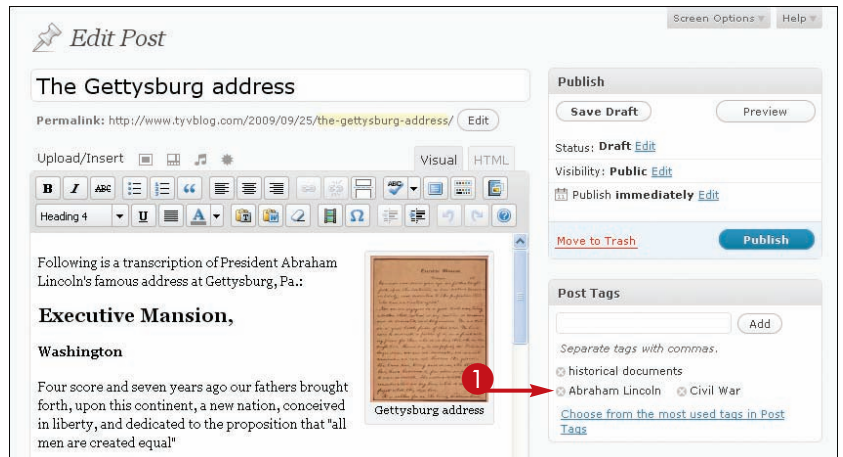 Screen Options Help
Edit Post
The Gettysburg address
Permalink: http://www.tyvblog.com/2009/09/25/the-gettysburg-address/ Edit
Upload/Insert
Visual HTML
B I ABC “ ABC
Heading 4 U A Ω
Following is a transcription of President Abraham
Lincoln's famous address at Gettysburg, Pa.:
Executive Mansion,
Washington
Four score and seven years ago our fathers brought
forth, upon this continent, a new nation, conceived
in liberty, and dedicated to the proposition that "all
men are created equal"
Executive Mansion,
Gettysburg address
Publish
Save Draft Preview
Status: Draft Edit
Visibility: Public Edit
Publish immediately Edit
Move to Trash Publish
Post Tags
Add
Separate tags with commas.
historical documents
1
Abraham Lincoln Civil War
Choose from the most used tags in Post
Tags